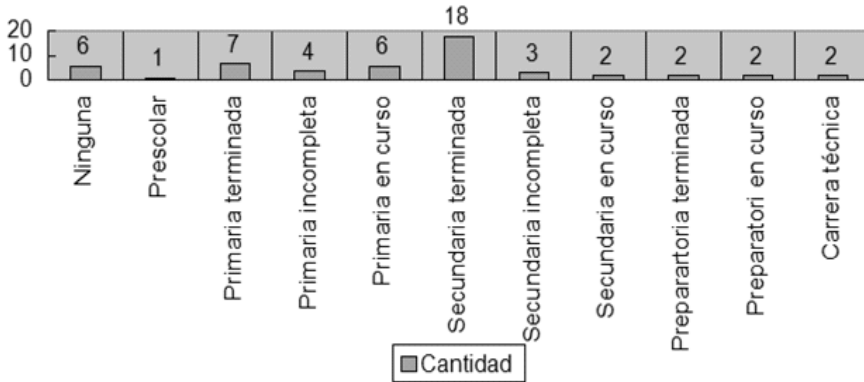 18
20
10
0
6
1
7
4
6
3
2
2
2
2
Ninguna
Prescolar
Primaria terminada
Primaria incompleta
Primaria en curso
Secundaria terminada
Secundaria incompleta
Secundaria en curso
Preparartoria terminada
Preparatori en curso
Carrera técnica
Cantidad